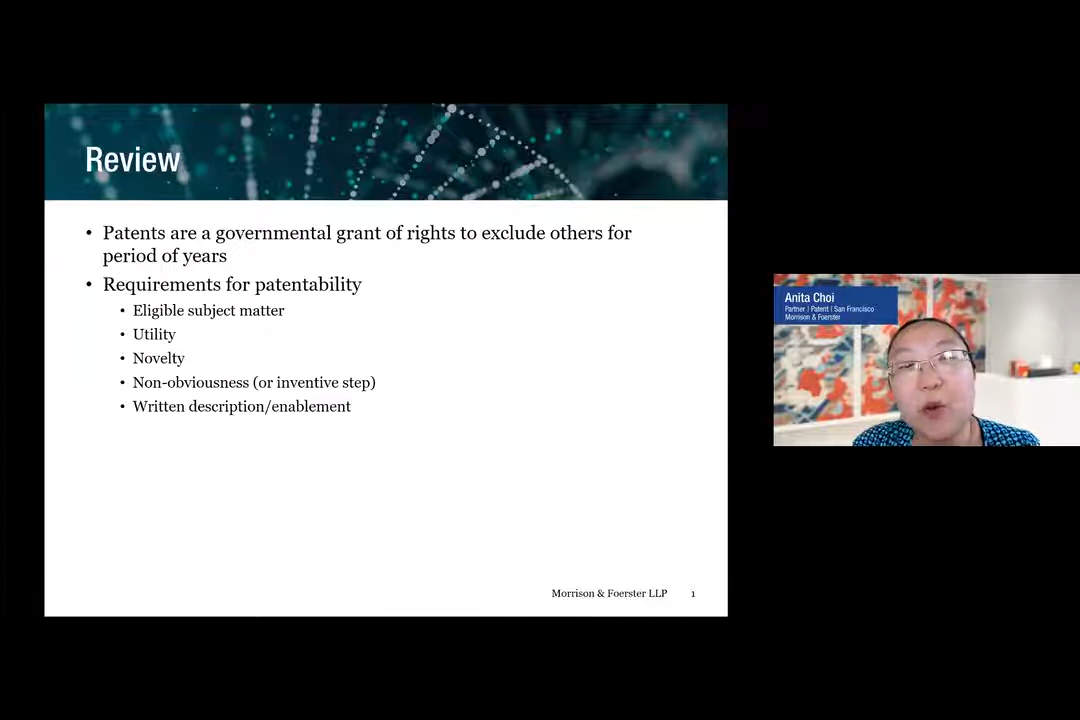 Review
• Patents are a governmental grant of rights to exclude others for
period of years
• Requirements for patentability
• Eligible subject matter
• Utility
• Novelty
• Non-obviousness (or inventive step)
• Written description/enablement
Morrison & Foerster LLP 1
Anita Choi
Partner | Patent | San Francisco
Morrison & Foerster